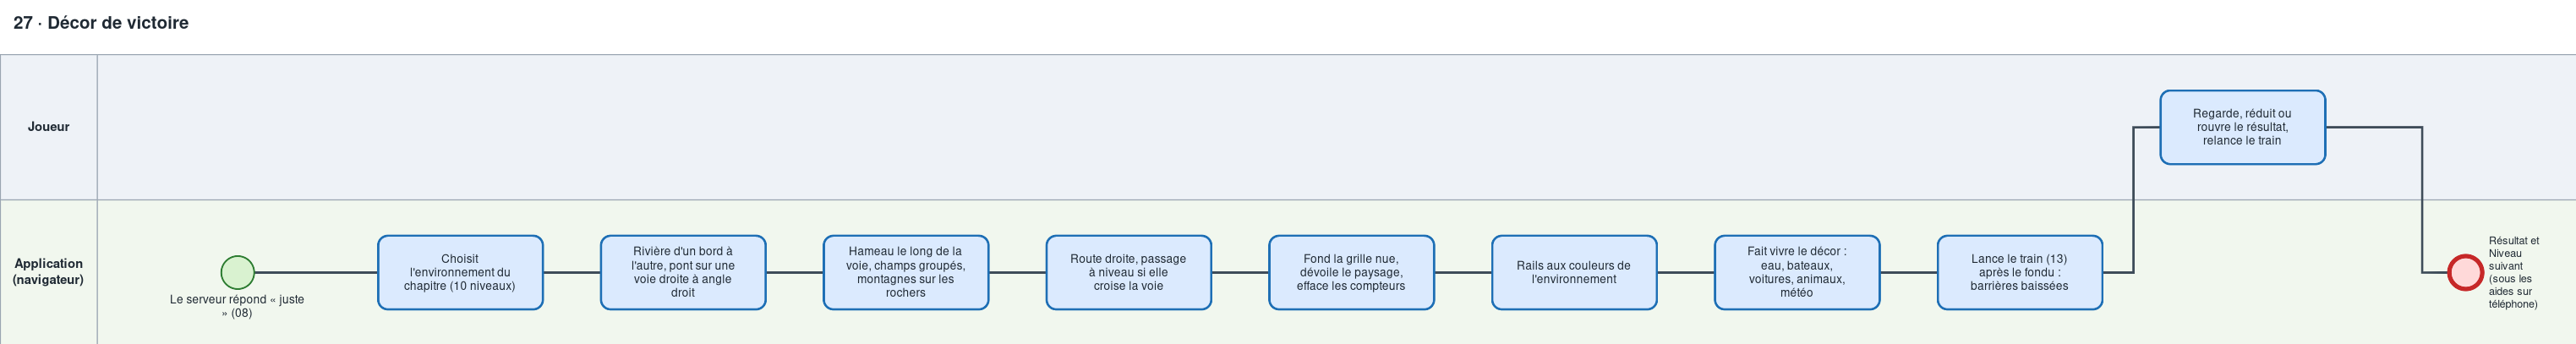 27 · Décor de victoire
Joueur
Regarde, réduit ou
rouvre le résultat,
relance le train
Application
(navigateur)
Le serveur répond « juste
» (08)
Choisit
l'environnement du
chapitre (10 niveaux)
Rivière d'un bord à
l'autre, pont sur une
voie droite à angle
droit
Hameau le long de la
voie, champs groupés,
montagnes sur les
rochers
Route droite, passage
à niveau si elle
croise la voie
Fond la grille nue,
dévoile le paysage,
efface les compteurs
Rails aux couleurs de
l'environnement
Fait vivre le décor :
eau, bateaux,
voitures, animaux,
météo
Lance le train (13)
après le fondu :
barrières baissées
Résultat et
Niveau
suivant
(sous les
aides sur
téléphone)